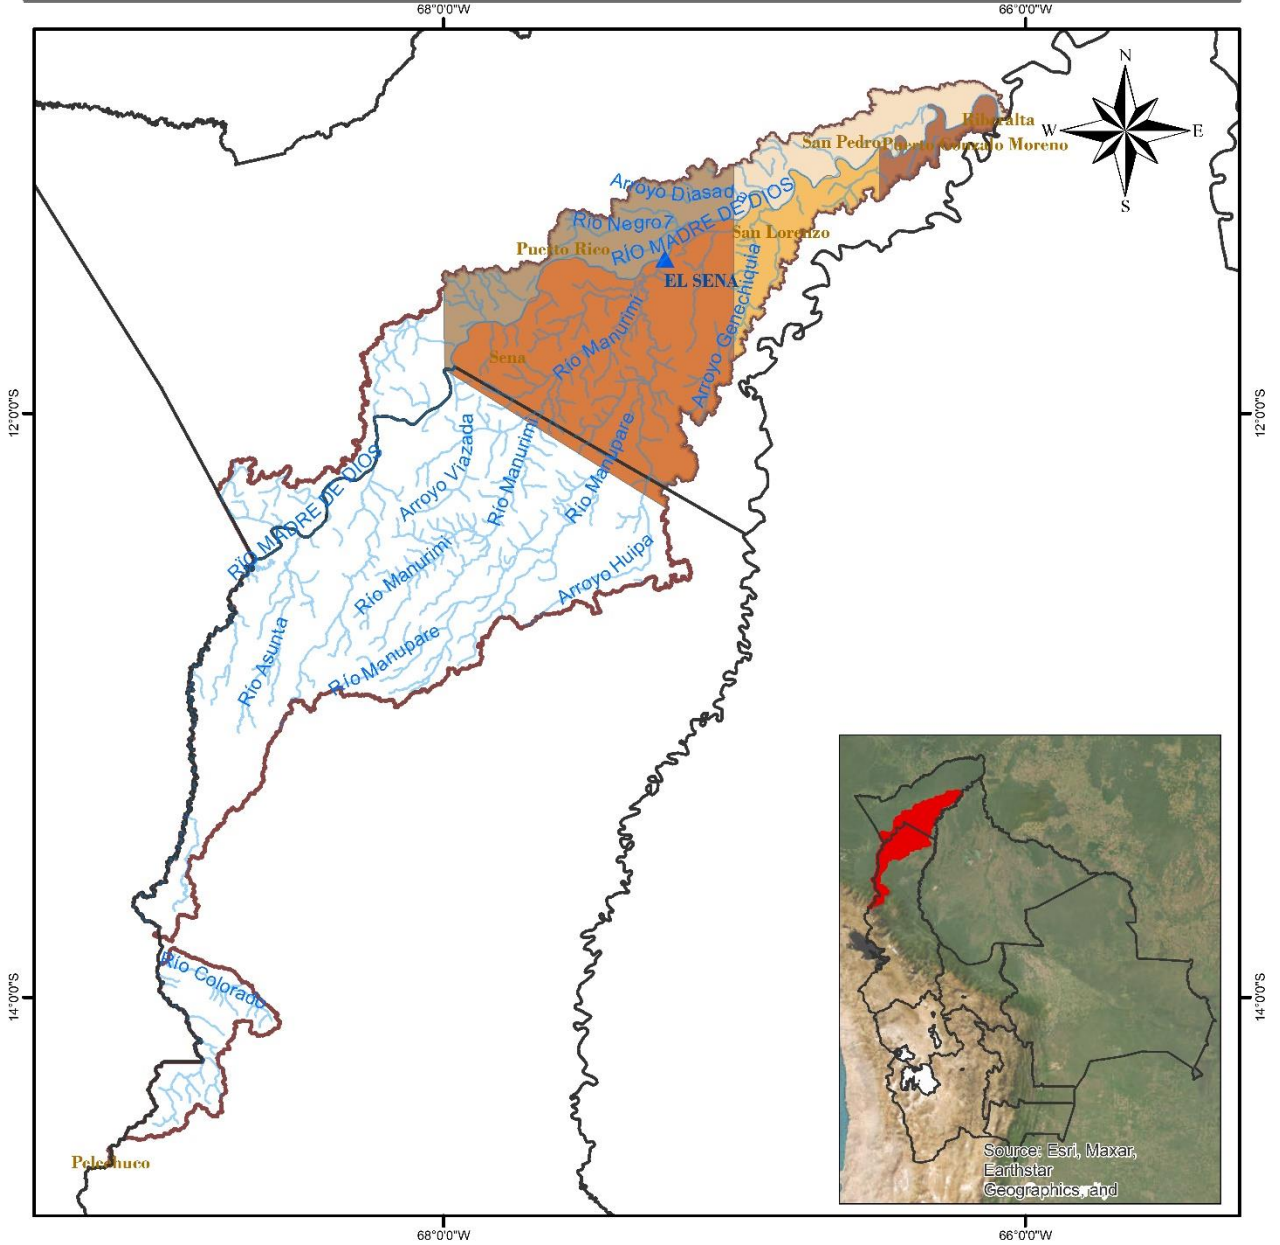 68°0'0"W
66°0'0"W
N
W
E
S
Riberalta
San Pedro
Puerto Gonzalo Moreno
Arroyo Djasad
RÍO MADRE DE DIOS
Río Negro7
San Lorenzo
Puerto Rico
EL SENA
Arroyo Genechiquia
Río Manurimi
Sena
12°0'0"S
12°0'0"S
Arroyo Viazada
Río Manurimi
Río Manupare
RÍO MADRE DE DIOS
Río Manurimi
Arroyo Huipa
Río Asunta
Río Manupare
Río Colorado
14°0'0"S
14°0'0"S
Pelechuco
Source: Esri, Maxar,
Earthstar
Geographics, and
68°0'0"W
66°0'0"W